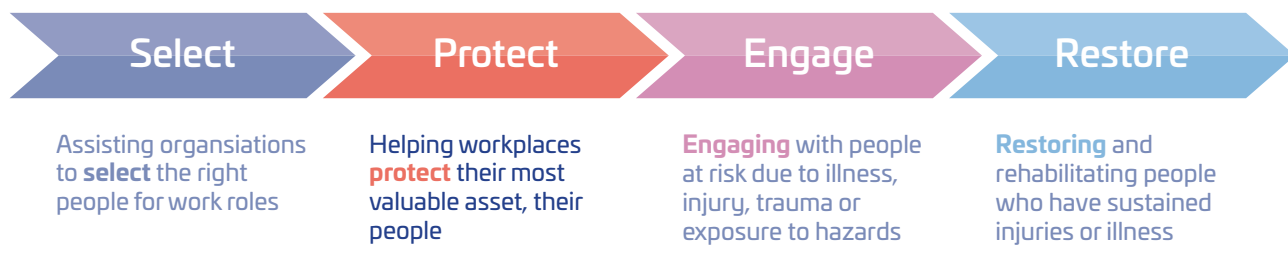 Select
Protect
Engage
Restore
Assisting organsiations
to select the right
people for work roles
Helping workplaces
protect their most
valuable asset, their
people
Engaging with people
at risk due to illness,
injury, trauma or
exposure to hazards
Restoring and
rehabilitating people
who have sustained
injuries or illness